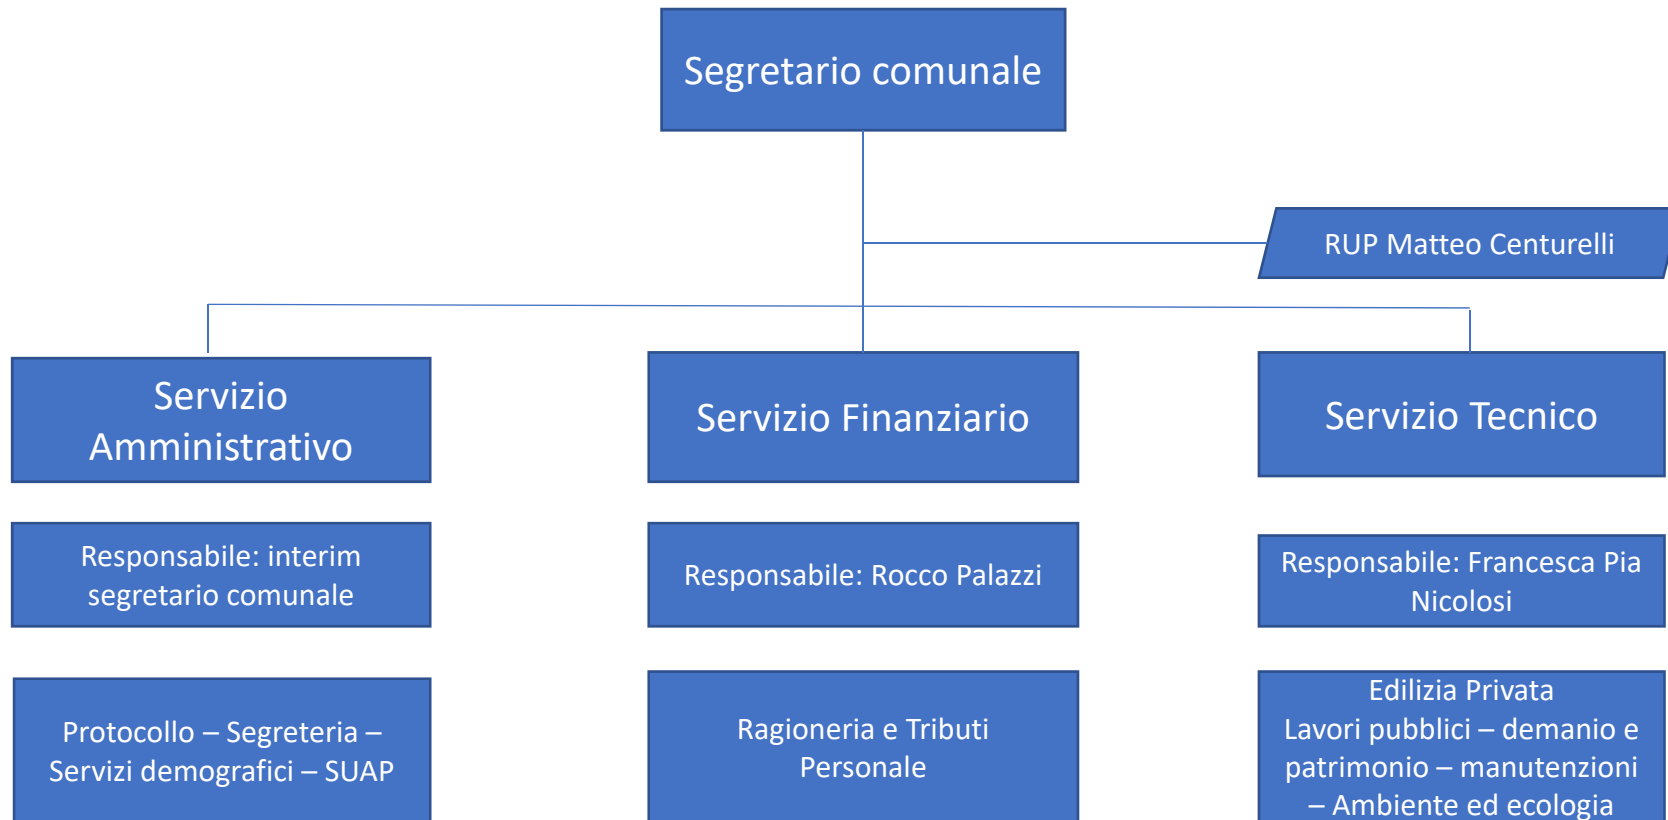 Segretario comunale
RUP Matteo Centurelli
Servizio
Amministrativo
Servizio Finanziario
Servizio Tecnico
Responsabile: interim
segretario comunale
Responsabile: Rocco Palazzi
Responsabile: Francesca Pia
Nicolosi
Protocollo – Segreteria –
Servizi demografici – SUAP
Ragioneria e Tributi
Personale
Edilizia Privata
Lavori pubblici – demanio e
patrimonio – manutenzioni
– Ambiente ed ecologia